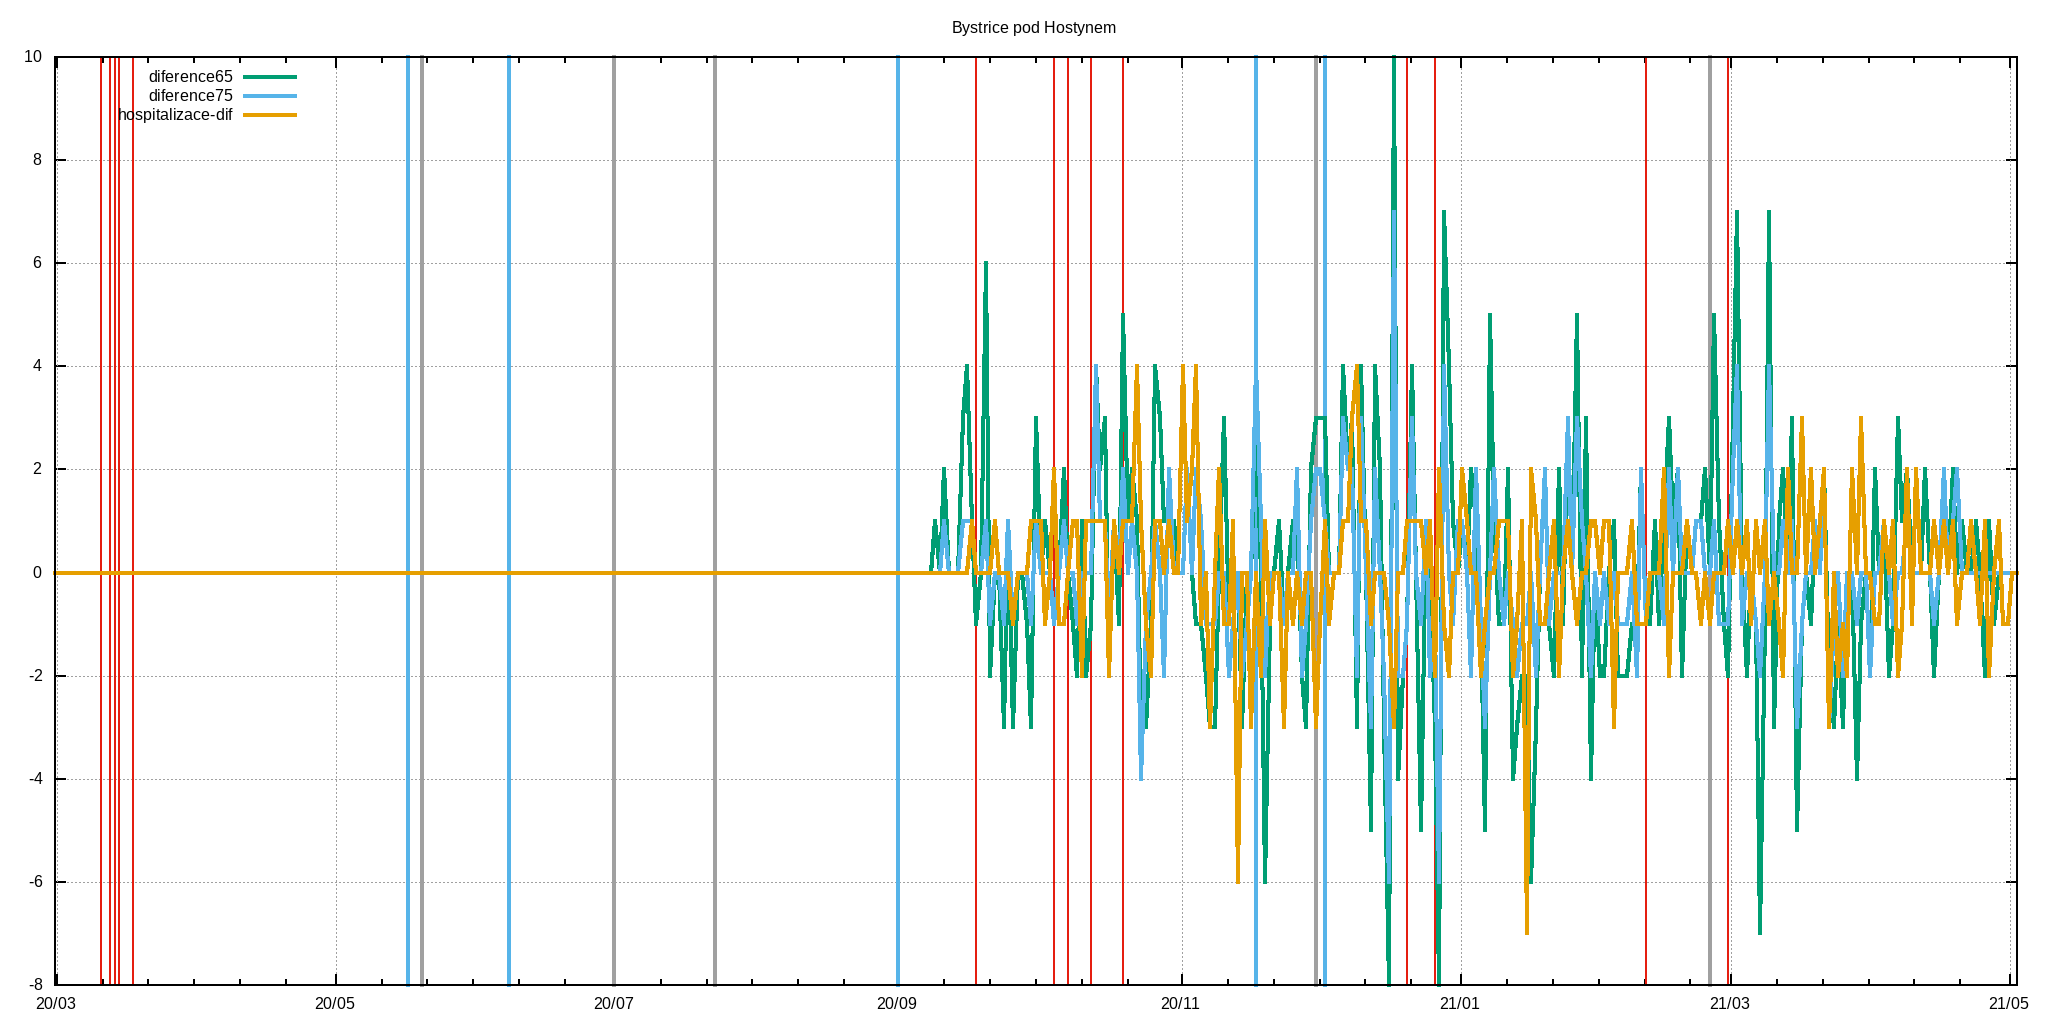 Bystrice pod Hostynem
10
8
6
4
2
0
-2
-4
-6
-8
diference65
diference75
hospitalizace-dif
20/03 20/05 20/07 20/09 20/11 21/01 21/03 21/05